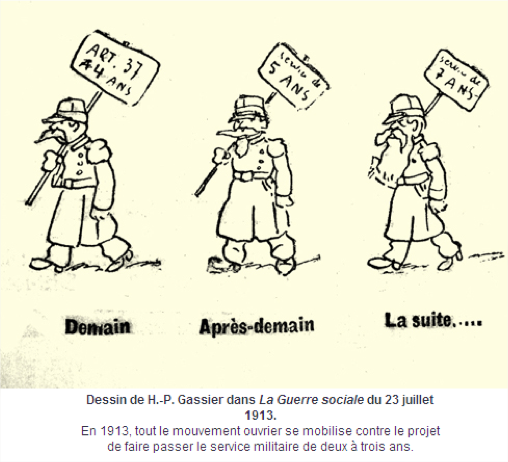 ART. 37
44 ANS
service de
5 ANS
service de
7 ANS
Demain
Après-demain
La suite.....
Dessin de H.-P. Gassier dans La Guerre sociale du 23 juillet
1913.
En 1913, tout le mouvement ouvrier se mobilise contre le projet
de faire passer le service militaire de deux à trois ans.